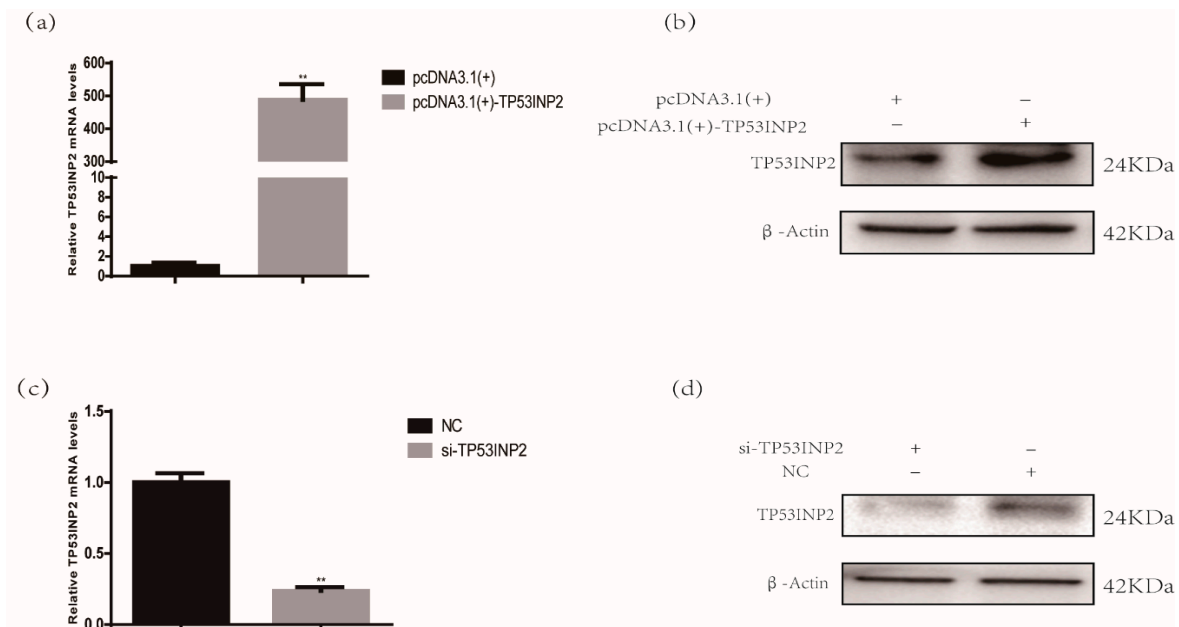 (a)
Relative TP53INP2 mRNA levels
600
500
400
300
10
8
6
4
2
0
**
pcDNA3.1(+)
pcDNA3.1(+)-TP53INP2
(b)
pcDNA3.1(+) + –
pcDNA3.1(+)-TP53INP2 – +
TP53INP2 24KDa
β -Actin 42KDa
(c)
Relative TP53INP2 mRNA levels
1.5
1.0
0.5
0.0
**
NC
si-TP53INP2
(d)
si-TP53INP2 + –
NC – +
TP53INP2 24KDa
β -Actin 42KDa